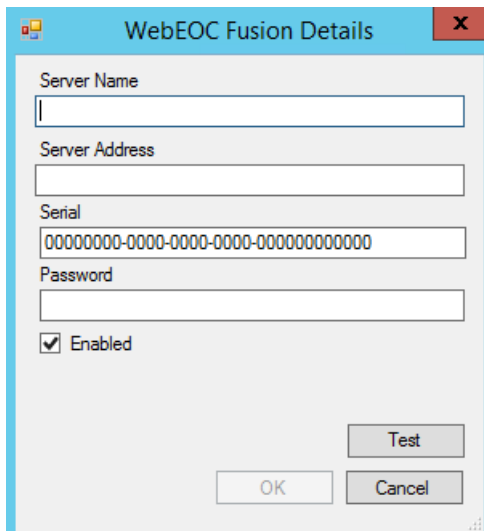 WebEOC Fusion Details
x
Server Name
Server Address
Serial
00000000-0000-0000-0000-000000000000
Password
Enabled
Test
OK Cancel